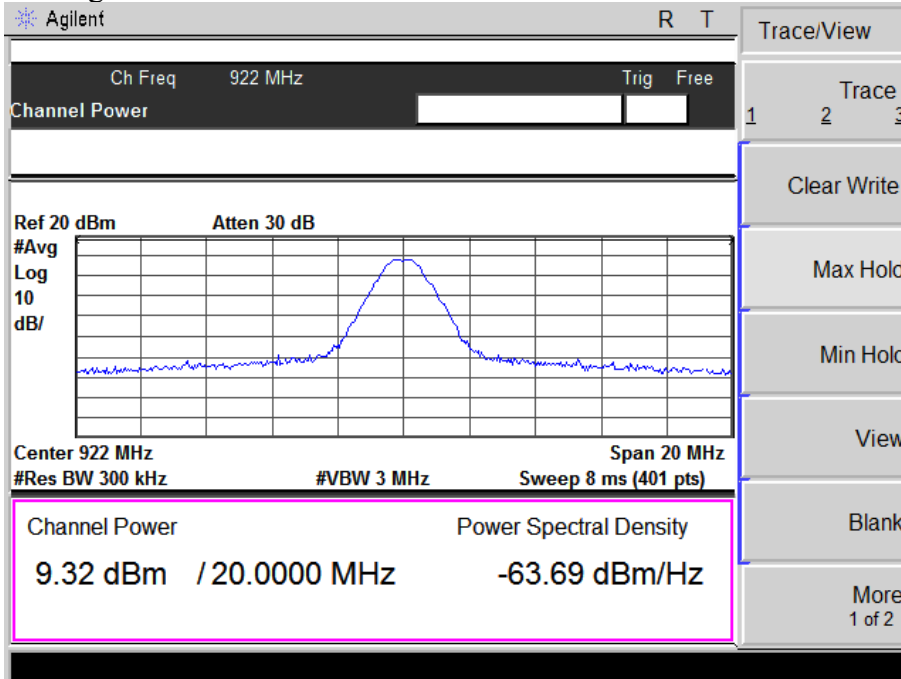 Agilent R T
Ch Freq 922 MHz Trig Free
Channel Power
Ref 20 dBm Atten 30 dB
#Avg
Log
10
dB/
Center 922 MHz Span 20 MHz
#Res BW 300 kHz #VBW 3 MHz Sweep 8 ms (401 pts)
Channel Power Power Spectral Density
9.32 dBm / 20.0000 MHz -63.69 dBm/Hz
Trace/View
Trace
1 2 3
Clear Write
Max Hold
Min Hold
View
Blank
More
1 of 2